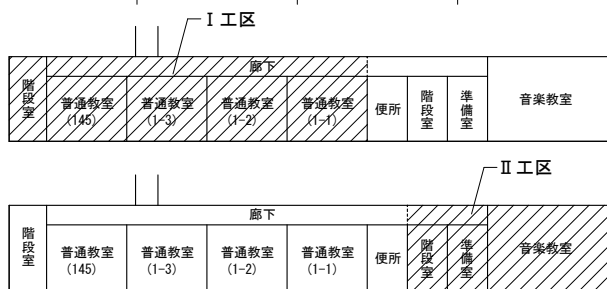 Ⅰ工区
廊下
階段室
普通教室
(145)
普通教室
(1-3)
普通教室
(1-2)
普通教室
(1-1)
便所
階段室
準備室
音楽教室
Ⅱ工区
廊下
階段室
普通教室
(145)
普通教室
(1-3)
普通教室
(1-2)
普通教室
(1-1)
便所
階段室
準備室
音楽教室